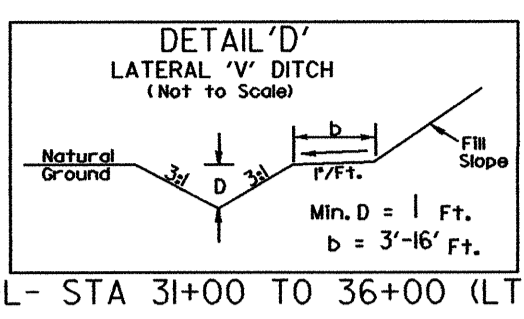 DETAIL 'D'
LATERAL 'V' DITCH
(Not to Scale)
b
Natural
Ground
3:1
D
3:1
1"/Ft.
Fill
Slope
Min. D = 1 Ft.
b = 3'-16' Ft.
L- STA 31+00 TO 36+00 (LT